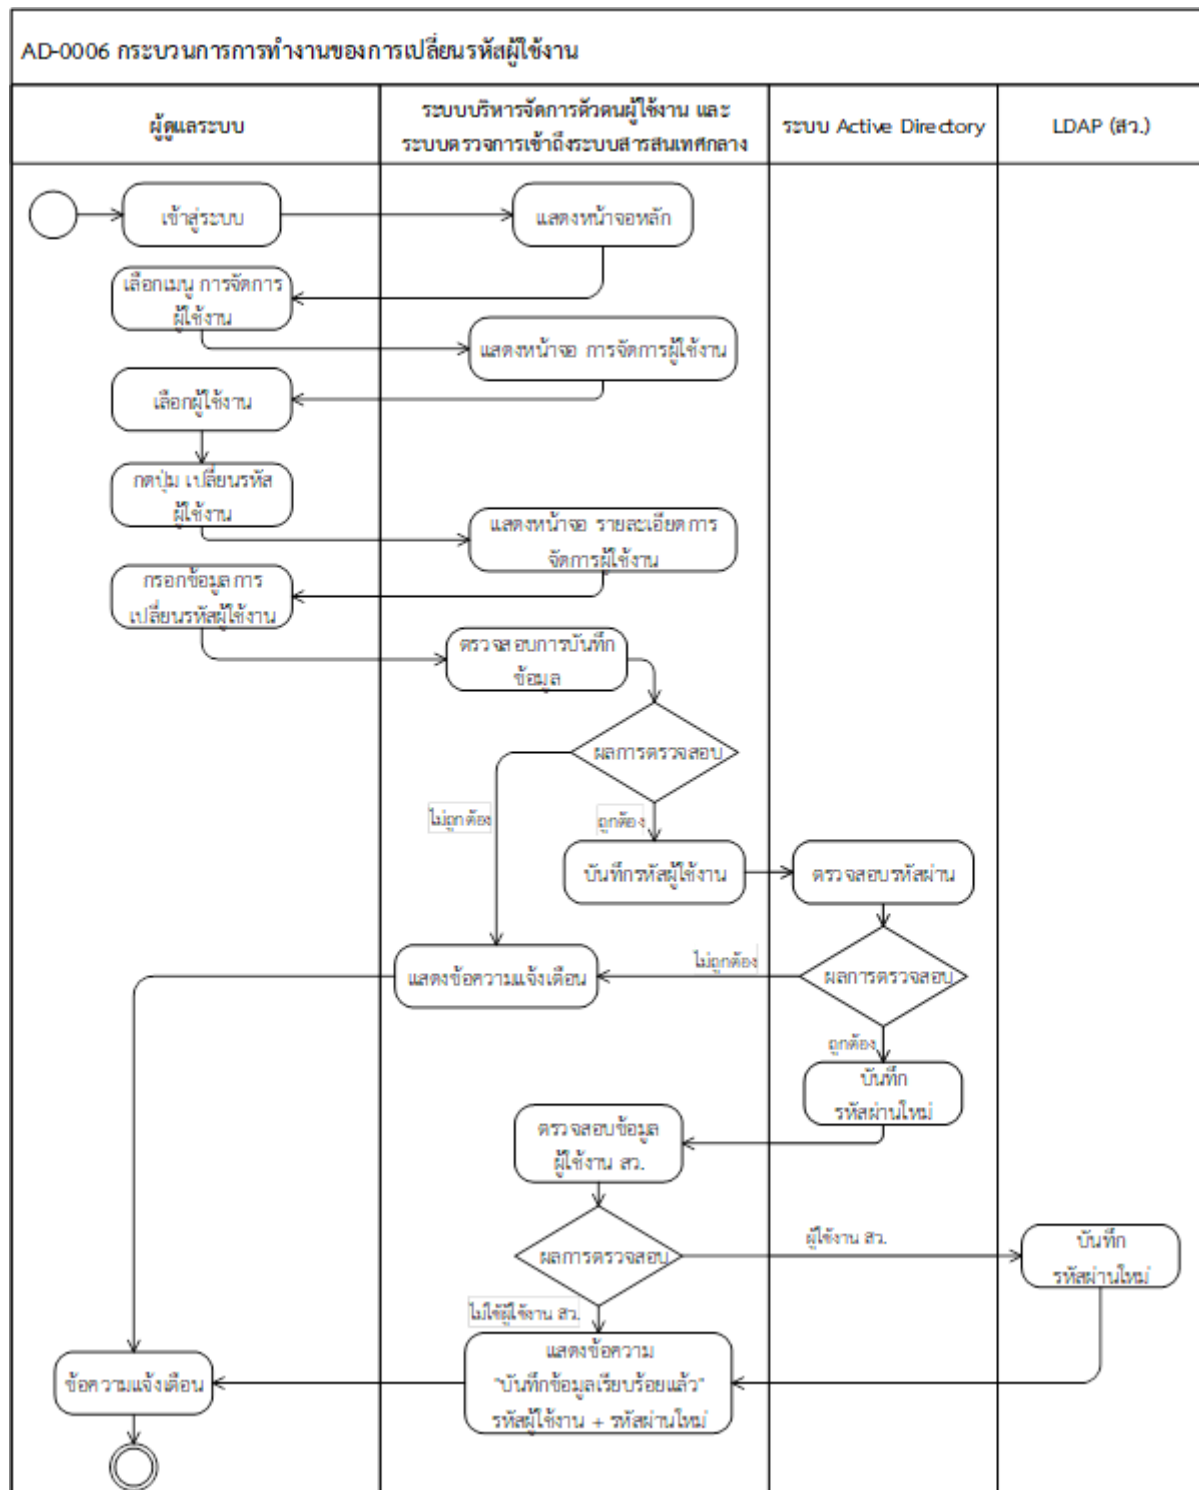 AD-0006 กระบวนการการทำงานของการเปลี่ยนรหัสผู้ใช้งาน
ผู้ดูแลระบบ
ระบบบริหารจัดการตัวตนผู้ใช้งาน และ
ระบบตรวจการเข้าถึงระบบสารสนเทศกลาง
ระบบ Active Directory
LDAP (สว.)
เข้าสู่ระบบ
แสดงหน้าจอหลัก
เลือกเมนู การจัดการ
ผู้ใช้งาน
แสดงหน้าจอ การจัดการผู้ใช้งาน
เลือกผู้ใช้งาน
กดปุ่ม เปลี่ยนรหัส
ผู้ใช้งาน
แสดงหน้าจอ รายละเอียดการ
จัดการผู้ใช้งาน
กรอกข้อมูลการ
เปลี่ยนรหัสผู้ใช้งาน
ตรวจสอบการบันทึก
ข้อมูล
ผลการตรวจสอบ
ไม่ถูกต้อง
ถูกต้อง
บันทึกรหัสผู้ใช้งาน
ตรวจสอบรหัสผ่าน
แสดงข้อความแจ้งเตือน
ไม่ถูกต้อง
ผลการตรวจสอบ
ถูกต้อง
บันทึก
รหัสผ่านใหม่
ตรวจสอบข้อมูล
ผู้ใช้งาน สว.
ผลการตรวจสอบ
ผู้ใช้งาน สว.
บันทึก
รหัสผ่านใหม่
ไม่ใช้ผู้ใช้งาน สว.
แสดงข้อความ
"บันทึกข้อมูลเรียบร้อยแล้ว"
รหัสผู้ใช้งาน + รหัสผ่านใหม่
ข้อความแจ้งเตือน